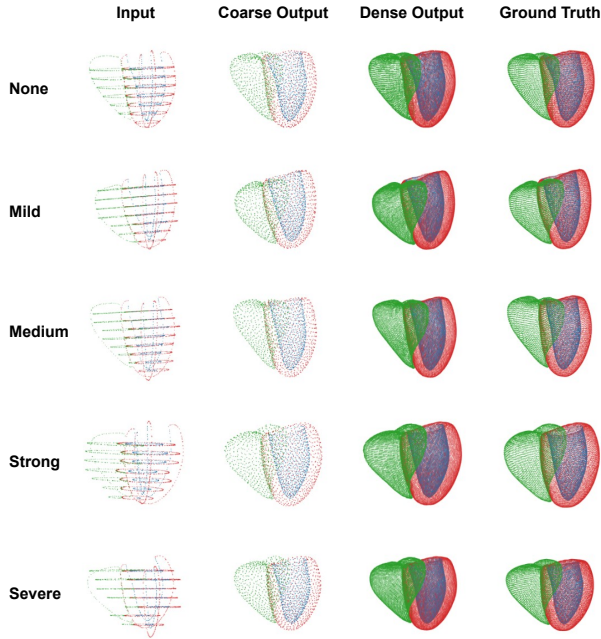 Input Coarse Output Dense Output Ground Truth
None
Mild
Medium
Strong
Severe